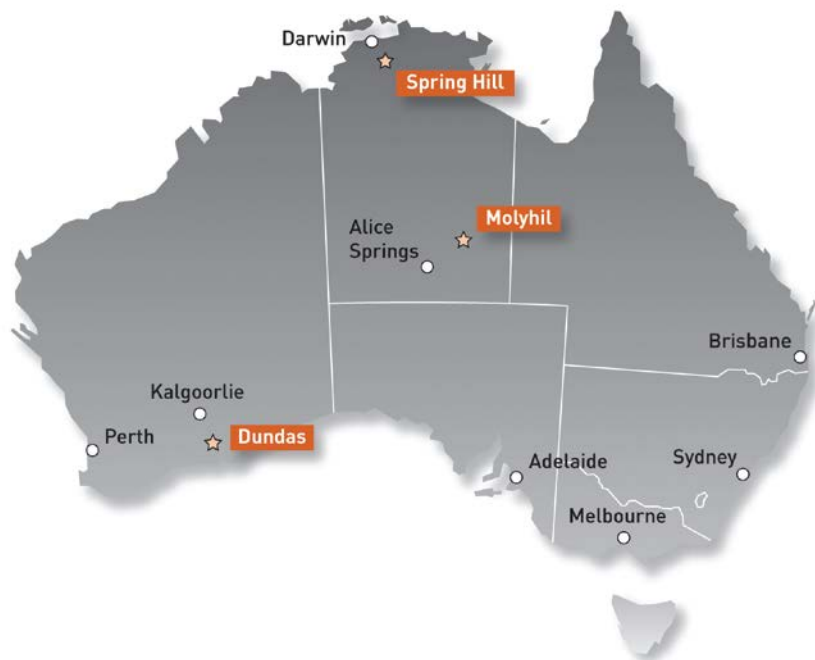 Darwin
Spring Hill
Molyhil
Alice
Springs
Brisbane
Kalgoorlie
Perth
Dundas
Adelaide
Sydney
Melbourne